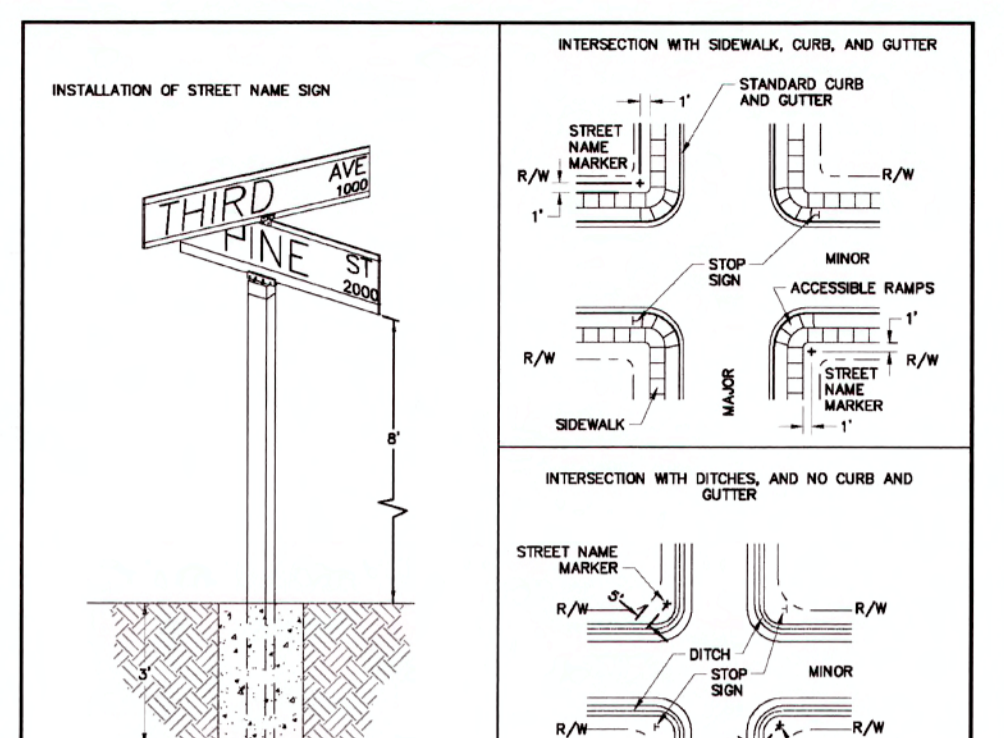 INSTALLATION OF STREET NAME SIGN
THIRD AVE
1000
PINE ST
2000
8'
3'
INTERSECTION WITH SIDEWALK, CURB, AND GUTTER
STANDARD CURB
AND GUTTER
1'
STREET
NAME
MARKER
R/W
R/W
1'
STOP
SIGN
MINOR
ACCESSIBLE RAMPS
1'
R/W
R/W
STREET
NAME
MARKER
MAJOR
SIDEWALK
1'
INTERSECTION WITH DITCHES, AND NO CURB AND
GUTTER
STREET NAME
MARKER
5'
R/W
R/W
DITCH
STOP
SIGN
MINOR
R/W
R/W